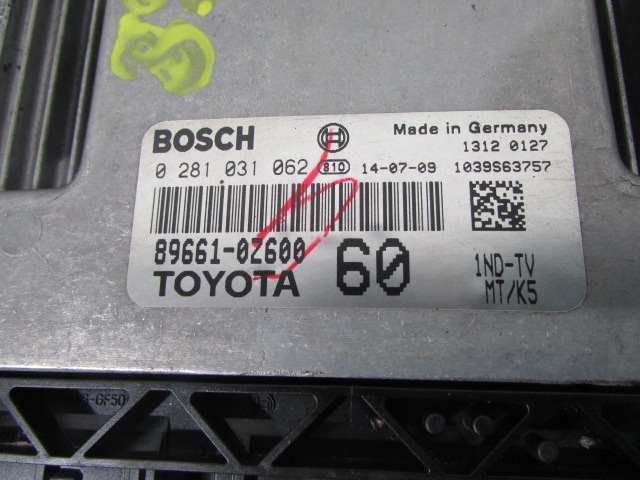 BOSCH Made in Germany
1312 0127
0 281 031 062 810 14-07-09 1039S63757
89661-0Z600 60 1ND-TV
TOYOTA MT/K5
-GF50